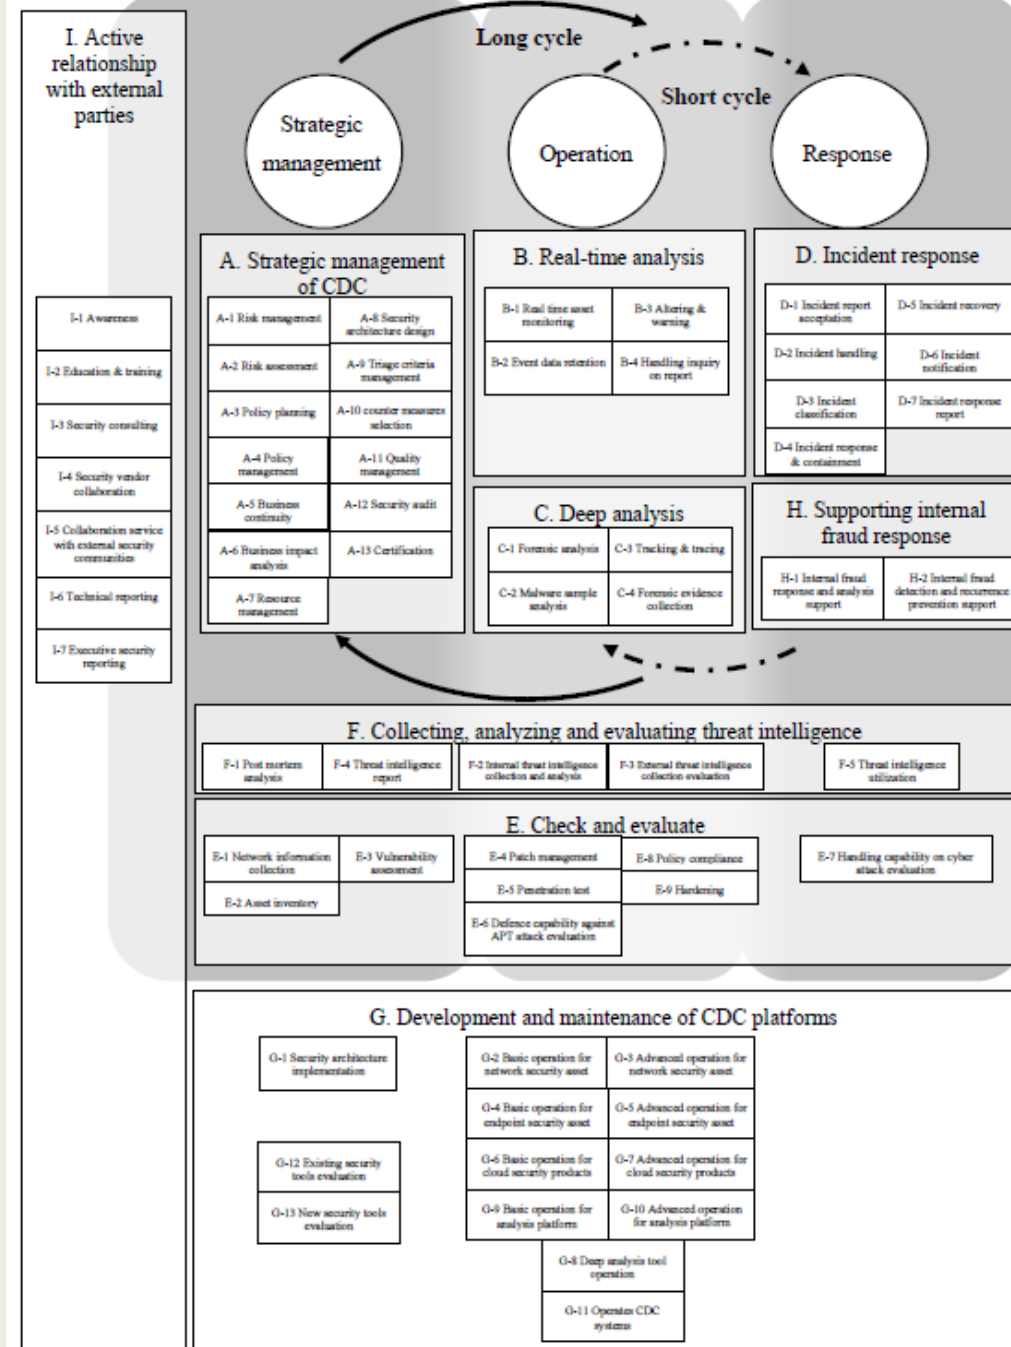 I. Active
relationship
with external
parties
Long cycle
Short cycle
Strategic
management
Operation
Response
I-1 Awareness
I-2 Education & training
I-3 Security consulting
I-4 Security vendor
collaboration
I-5 Collaboration service
with external security
communities
I-6 Technical reporting
I-7 Executive security
reporting
A. Strategic management
of CDC
A-1 Risk management
A-2 Risk assessment
A-3 Policy planning
A-4 Policy
management
A-5 Business
continuity
A-6 Business impact
analysis
A-7 Resource
management
A-8 Security
architecture design
A-9 Triage criteria
management
A-10 counter measures
selection
A-11 Quality
management
A-12 Security audit
A-13 Certification
B. Real-time analysis
B-1 Real time asset
monitoring
B-2 Event data retention
B-3 Altering &
warning
B-4 Handling inquiry
on report
C. Deep analysis
C-1 Forensic analysis
C-2 Malware sample
analysis
C-3 Tracking & tracing
C-4 Forensic evidence
collection
D. Incident response
D-1 Incident report
acceptation
D-2 Incident handling
D-3 Incident
classification
D-4 Incident response
& containment
D-5 Incident recovery
D-6 Incident
notification
D-7 Incident response
report
H. Supporting internal
fraud response
H-1 Internal fraud
response and analysis
support
H-2 Internal fraud
detection and recurrence
prevention support
F. Collecting, analyzing and evaluating threat intelligence
F-1 Post mortem
analysis
F-4 Threat intelligence
report
F-2 Internal threat intelligence
collection and analysis
F-3 External threat intelligence
collection evaluation
F-5 Threat intelligence
utilization
E. Check and evaluate
E-1 Network information
collection
E-2 Asset inventory
E-3 Vulnerability
assessment
E-4 Patch management
E-5 Penetration test
E-6 Defence capability against
APT attack evaluation
E-8 Policy compliance
E-9 Hardening
E-7 Handling capability on cyber
attack evaluation
G. Development and maintenance of CDC platforms
G-1 Security architecture
implementation
G-12 Existing security
tools evaluation
G-13 New security tools
evaluation
G-2 Basic operation for
network security asset
G-3 Advanced operation for
network security asset
G-4 Basic operation for
endpoint security asset
G-5 Advanced operation for
endpoint security asset
G-6 Basic operation for
cloud security products
G-7 Advanced operation for
cloud security products
G-9 Basic operation for
analysis platform
G-10 Advanced operation
for analysis platform
G-8 Deep analysis tool
operation
G-11 Operates CDC
systems